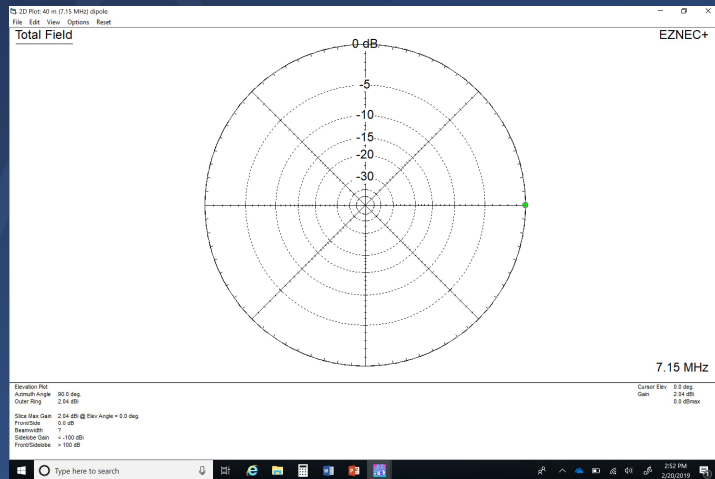 2D Plot: 40 m (7.15 MHz) dipole
File Edit View Options Reset
Total Field
EZNEC+
0 dB
-5
-10
-15
-20
-30
7.15 MHz
Elevation Plot
Azimuth Angle 90.0 deg.
Outer Ring 2.04 dBi
Cursor Elev 0.0 deg.
Gain 2.04 dBi
0.0 dBmax
Slice Max Gain 2.04 dBi @ Elev Angle = 0.0 deg.
Front/Side 0.0 dB
Beamwidth ?
Sidelobe Gain < -100 dBi
Front/Sidelobe > 100 dB
Type here to search
2:52 PM
2/20/2019